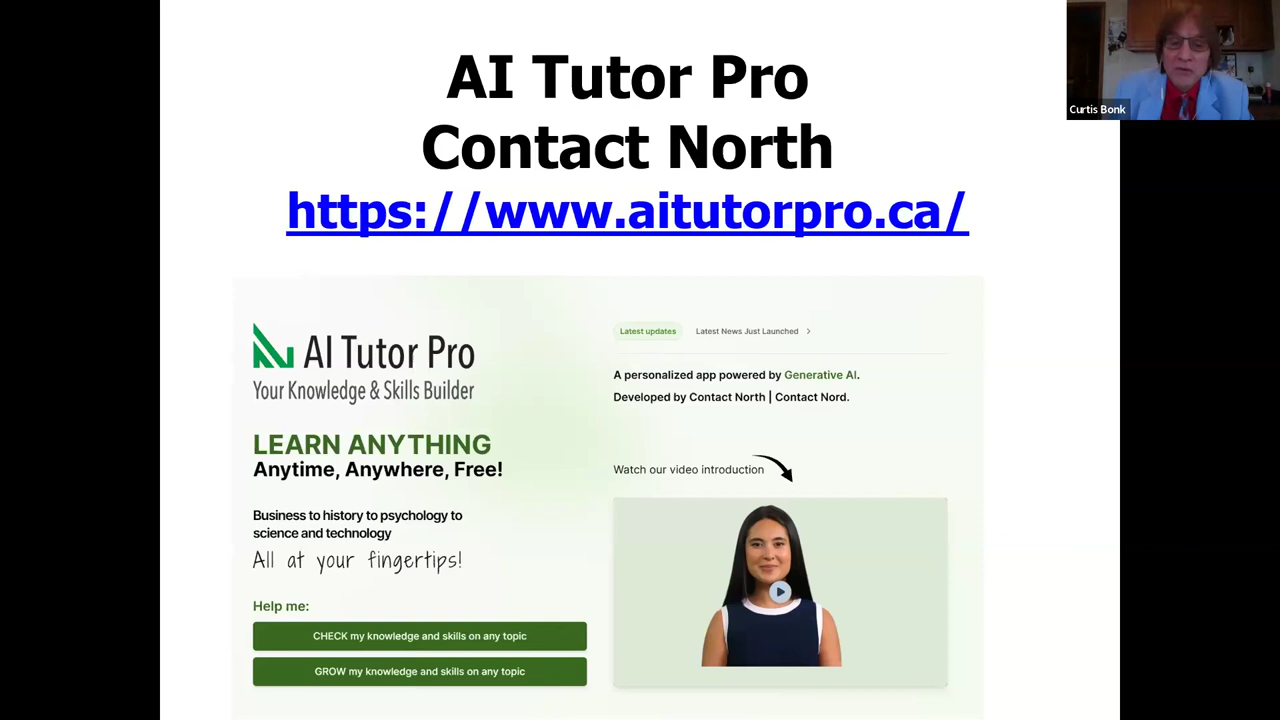 AI Tutor Pro
Contact North
https://www.aitutorpro.ca/
Curtis Bonk
AI Tutor Pro
Your Knowledge & Skills Builder
LEARN ANYTHING
Anytime, Anywhere, Free!
Business to history to psychology to
science and technology
All at your fingertips!
Help me:
CHECK my knowledge and skills on any topic
GROW my knowledge and skills on any topic
Latest updates Latest News Just Launched >
A personalized app powered by Generative AI.
Developed by Contact North | Contact Nord.
Watch our video introduction